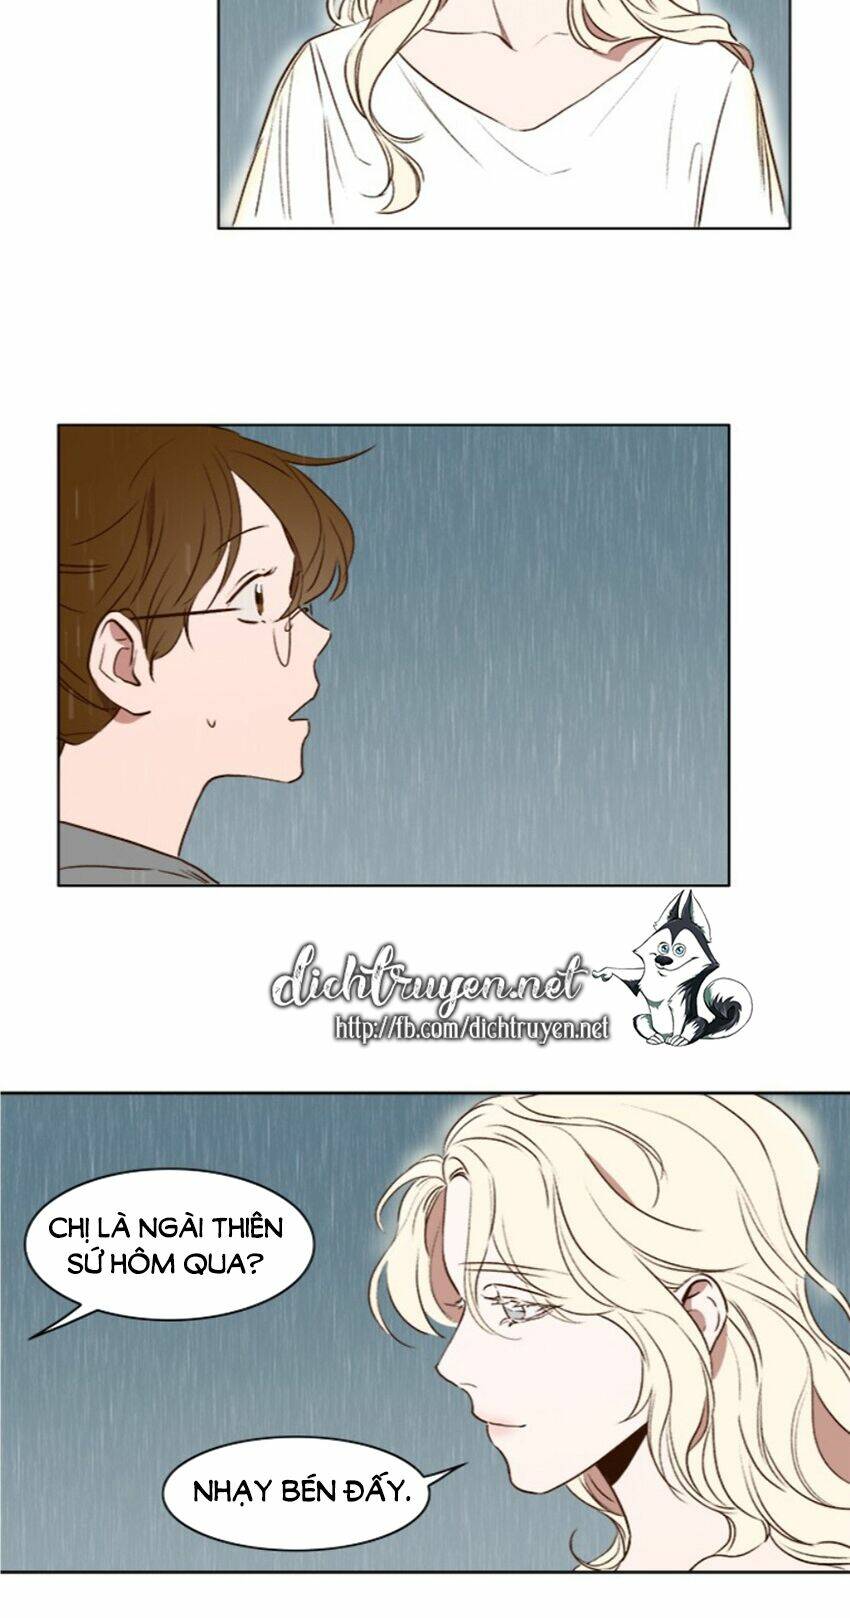 dichtruyen.net
http://fb.com/dichtruyen.net
CHỊ LÀ NGÀI THIÊN
SỨ HÔM QUA?
NHẠY BÉN ĐẤY.